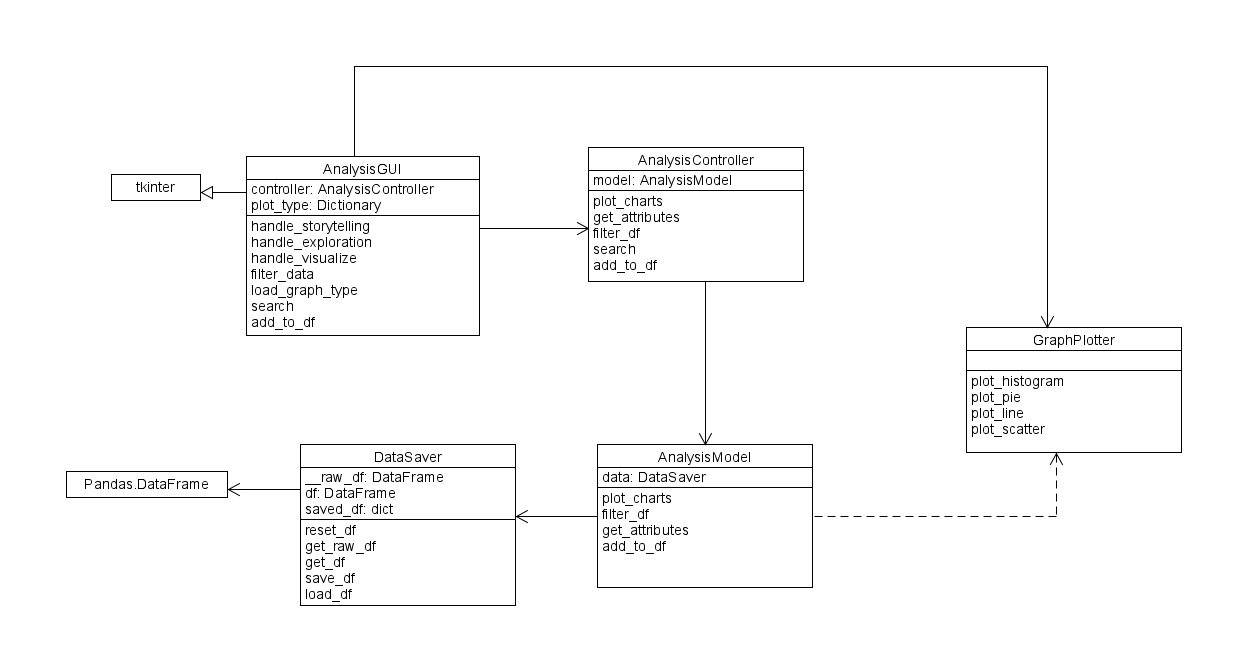 tkinter
AnalysisGUI
controller: AnalysisController
plot_type: Dictionary
handle_storytelling
handle_exploration
handle_visualize
filter_data
load_graph_type
search
add_to_df
AnalysisController
model: AnalysisModel
plot_charts
get_attributes
filter_df
search
add_to_df
GraphPlotter
plot_histogram
plot_pie
plot_line
plot_scatter
Pandas.DataFrame
DataSaver
__raw_df: DataFrame
df: DataFrame
saved_df: dict
reset_df
get_raw_df
get_df
save_df
load_df
AnalysisModel
data: DataSaver
plot_charts
filter_df
get_attributes
add_to_df